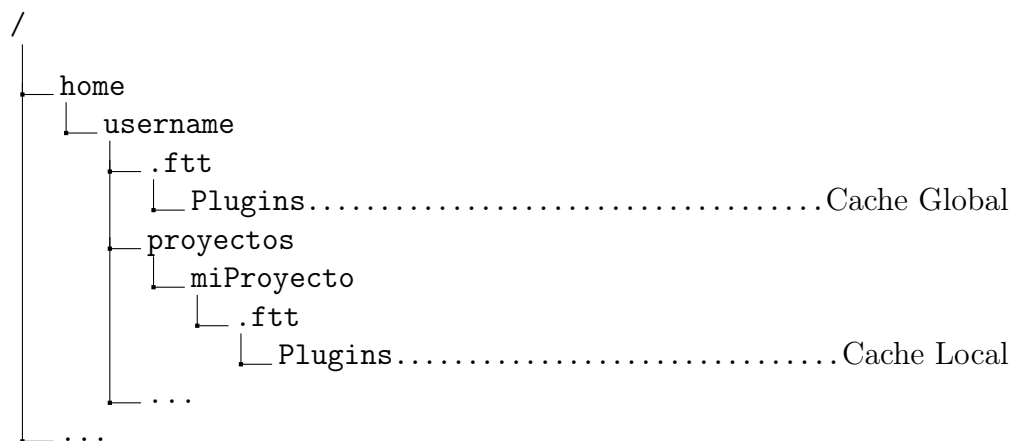 /
home
username
.ftt
Plugins.....................................Cache Global
proyectos
miProyecto
.ftt
Plugins...............................Cache Local
...
...